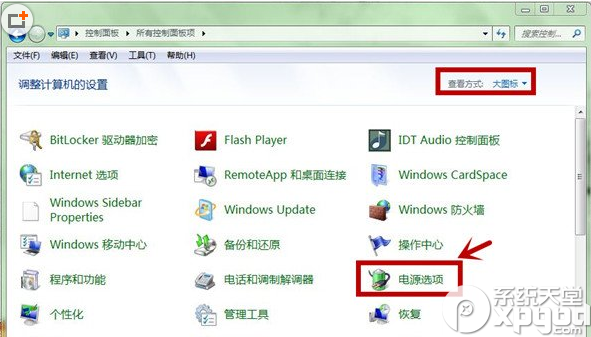 控制面板 ▸ 所有控制面板项 ▸ 搜索控制...
文件(F) 编辑(E) 查看(V) 工具(T) 帮助(H)
调整计算机的设置 查看方式: 大图标
BitLocker 驱动器加密 Flash Player IDT Audio 控制面板
Internet 选项 RemoteApp 和桌面连接 Windows CardSpace
Windows Sidebar Properties Windows Update Windows 防火墙
Windows 移动中心 备份和还原 操作中心
程序和功能 电话和调制解调器 电源选项
个性化 管理工具 恢复
系统天堂